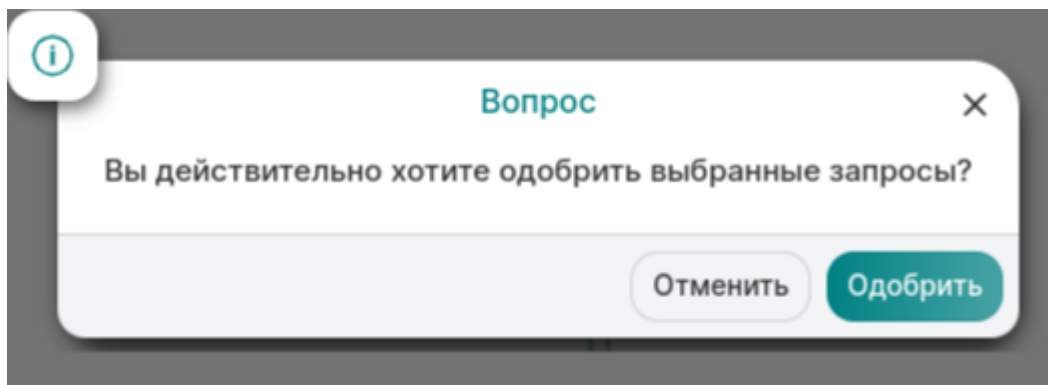 Вопрос
Вы действительно хотите одобрить выбранные запросы?
Отменить
Одобрить